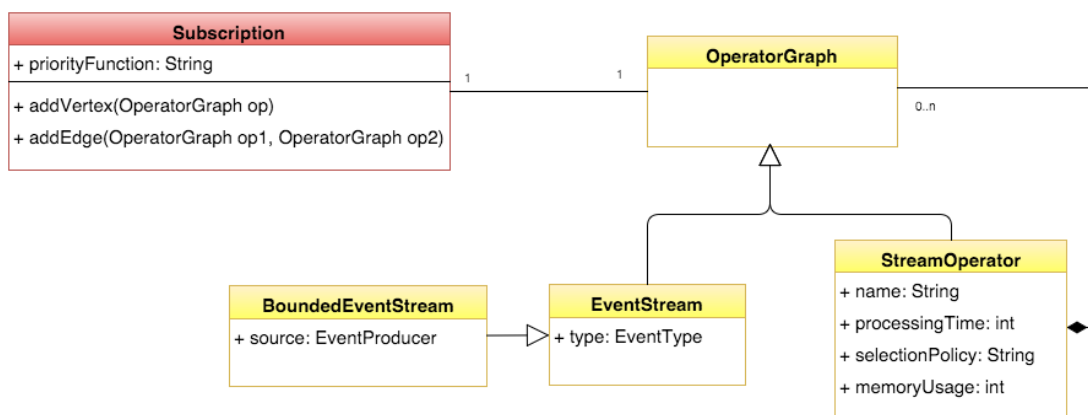 Subscription
+ priorityFunction: String
+ addVertex(OperatorGraph op)
+ addEdge(OperatorGraph op1, OperatorGraph op2)
1
1
OperatorGraph
0..n
BoundedEventStream
+ source: EventProducer
EventStream
+ type: EventType
StreamOperator
+ name: String
+ processingTime: int
+ selectionPolicy: String
+ memoryUsage: int